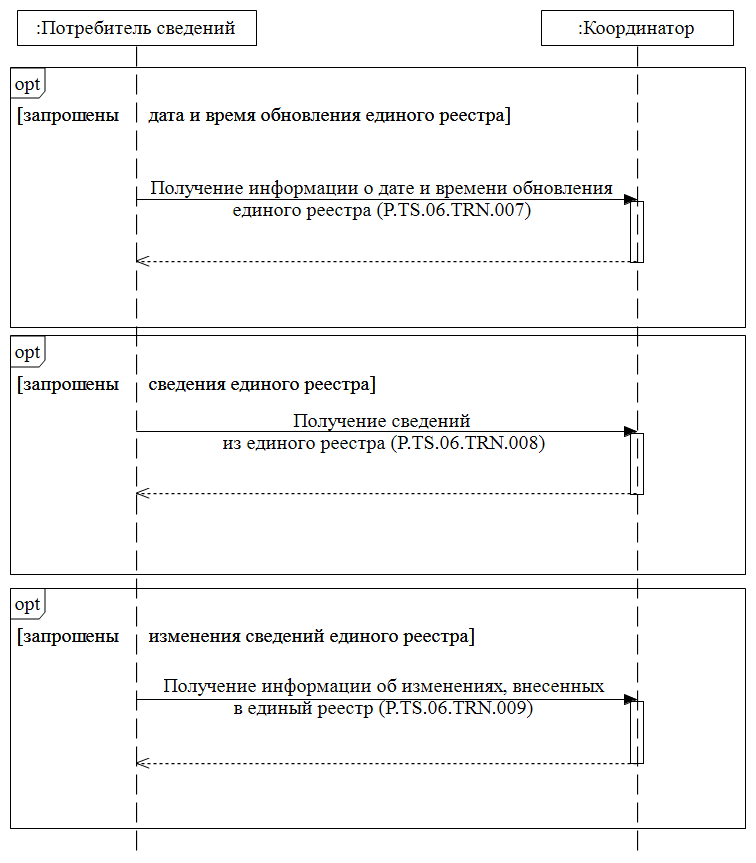 :Потребитель сведений
:Координатор
opt
[запрошены дата и время обновления единого реестра]
Получение информации о дате и времени обновления
единого реестра (P.TS.06.TRN.007)
opt
[запрошены сведения единого реестра]
Получение сведений
из единого реестра (P.TS.06.TRN.008)
opt
[запрошены изменения сведений единого реестра]
Получение информации об изменениях, внесенных
в единый реестр (P.TS.06.TRN.009)